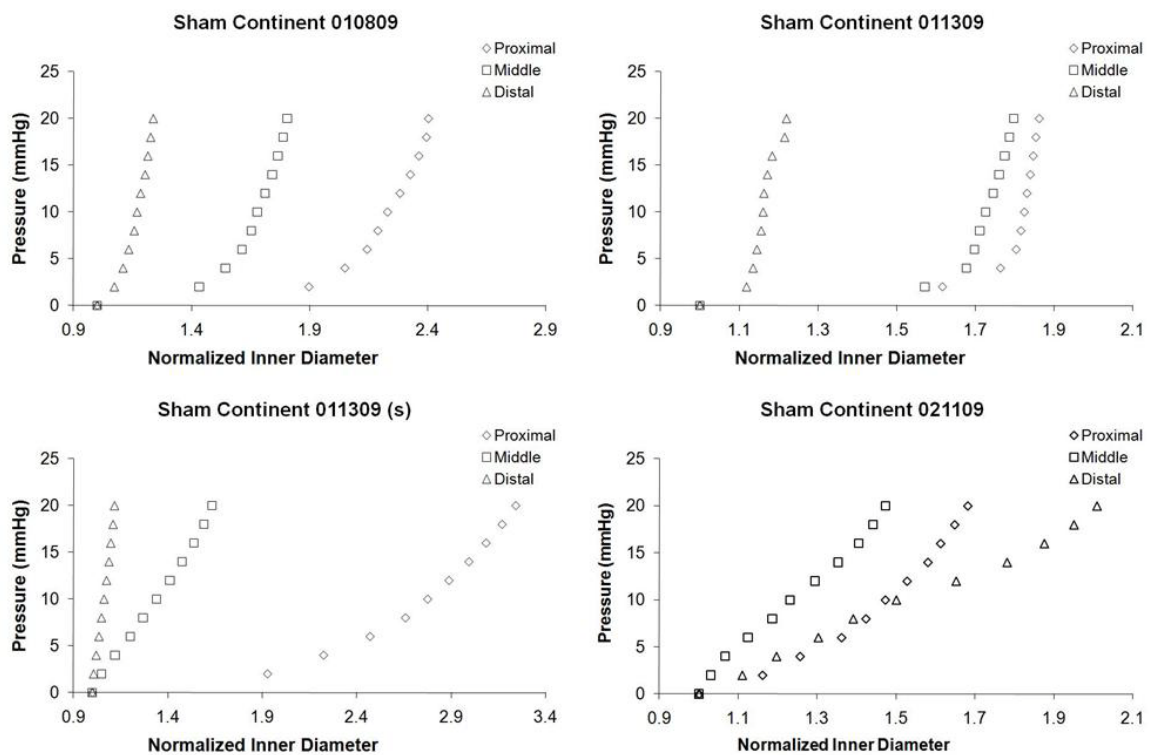 Sham Continent 010809
◇Proximal
□Middle
△Distal
Pressure (mmHg)
25
20
15
10
5
0
0.9 1.4 1.9 2.4 2.9
Normalized Inner Diameter
Sham Continent 011309
◇Proximal
□Middle
△Distal
Pressure (mmHg)
25
20
15
10
5
0
0.9 1.1 1.3 1.5 1.7 1.9 2.1
Normalized Inner Diameter
Sham Continent 011309 (s)
◇Proximal
□Middle
△Distal
Pressure (mmHg)
25
20
15
10
5
0
0.9 1.4 1.9 2.4 2.9 3.4
Normalized Inner Diameter
Sham Continent 021109
◇Proximal
□Middle
△Distal
Pressure (mmHg)
25
20
15
10
5
0
0.9 1.1 1.3 1.5 1.7 1.9 2.1
Normalized Inner Diameter